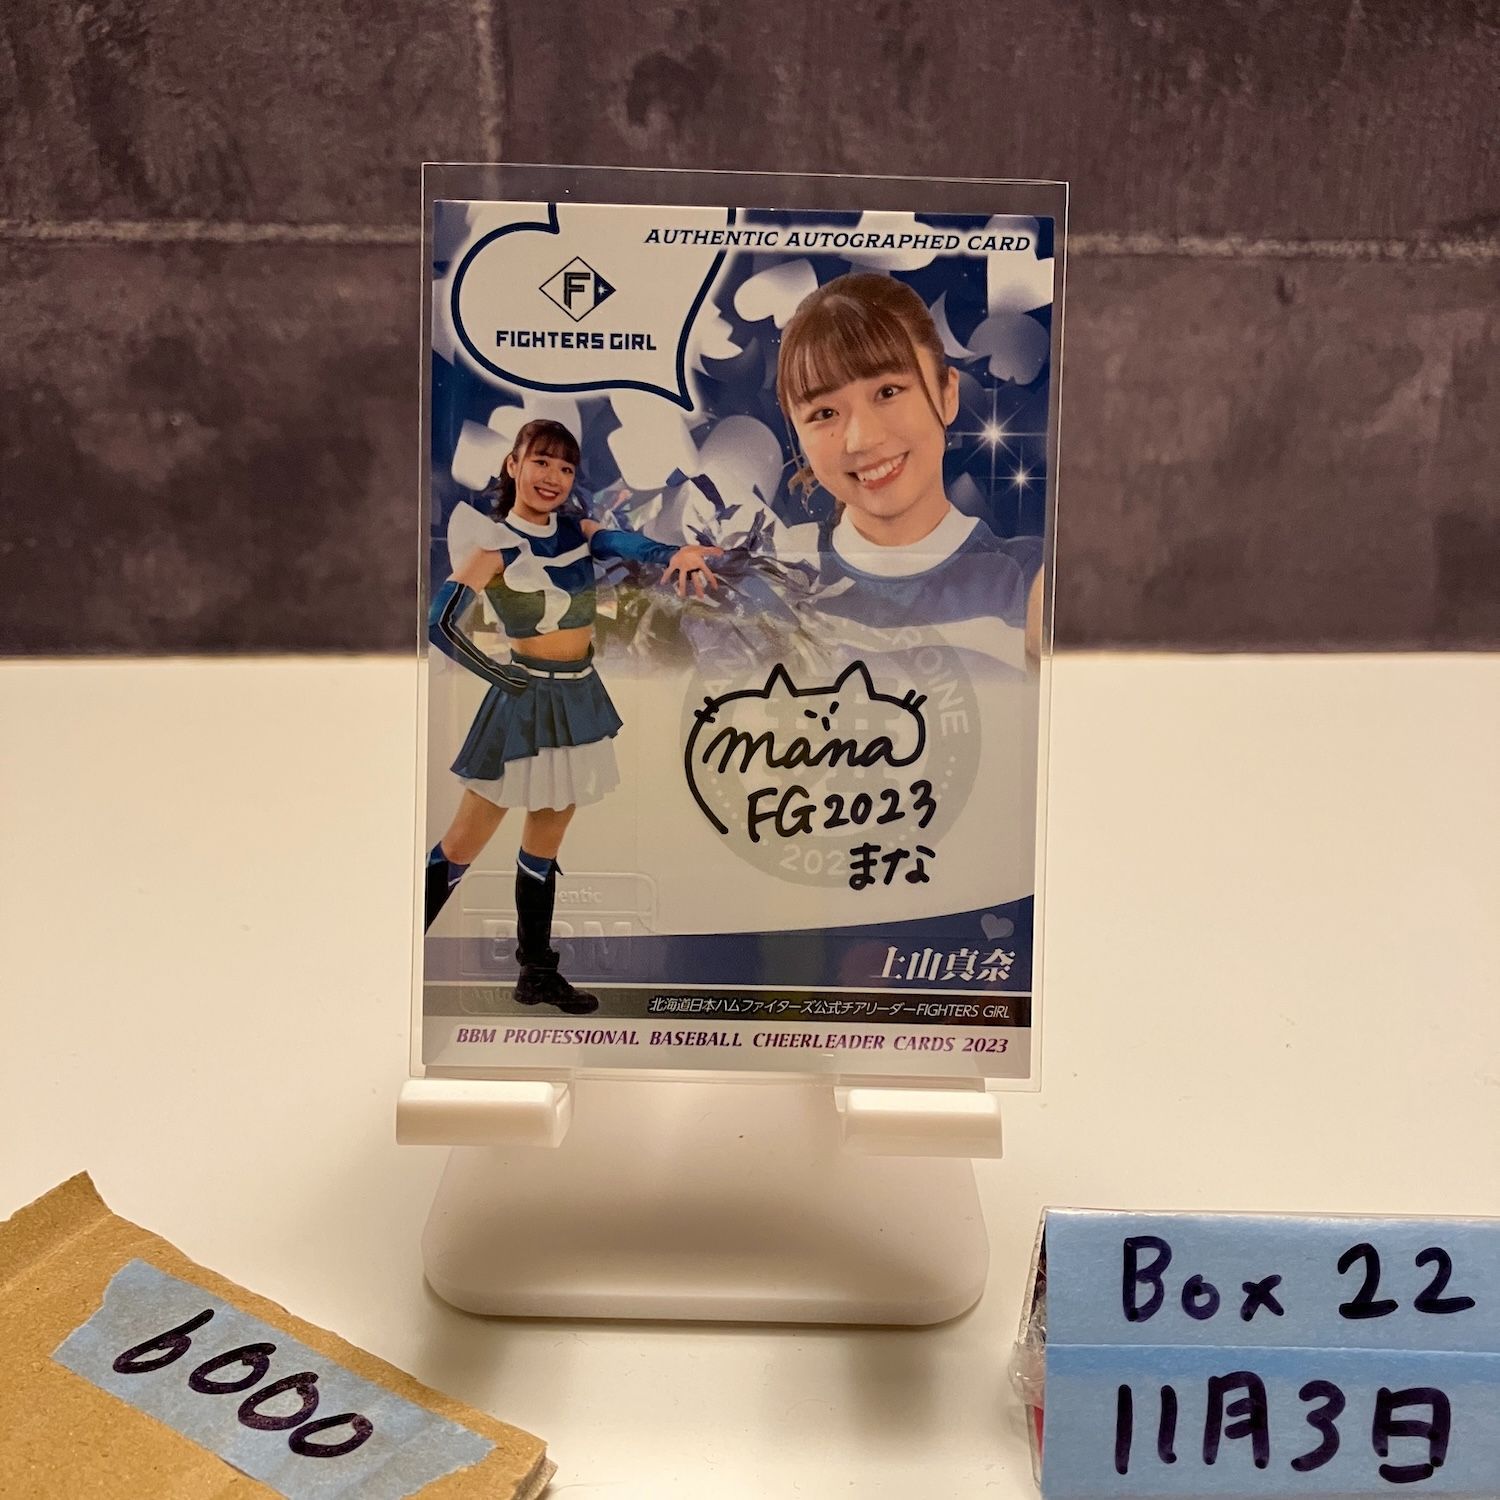 AUTHENTIC AUTOGRAPHED CARD
F
FIGHTERS GIRL
mana
FG2023
まな
上山真奈
北海道日本ハムファイターズ公式チアリーダーFIGHTERS GIRL
BBM PROFESSIONAL BASEBALL CHEERLEADER CARDS 2023
6000
Box 22
11月3日